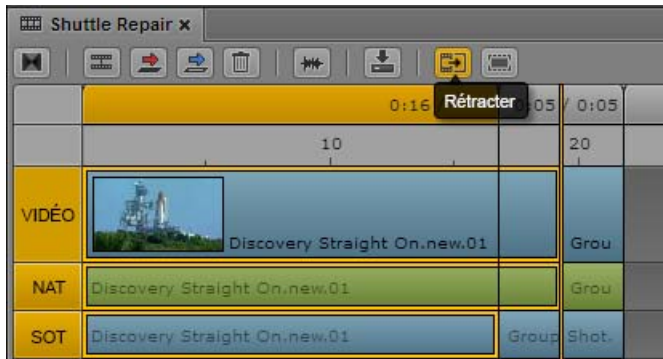 Shuttle Repair x
0:16
Rétracter
0:05 / 0:05
10
20
VIDÉO
Discovery Straight On.new.01
Grou
NAT
Discovery Straight On.new.01
Grou
SOT
Discovery Straight On.new.01
Group Shot.